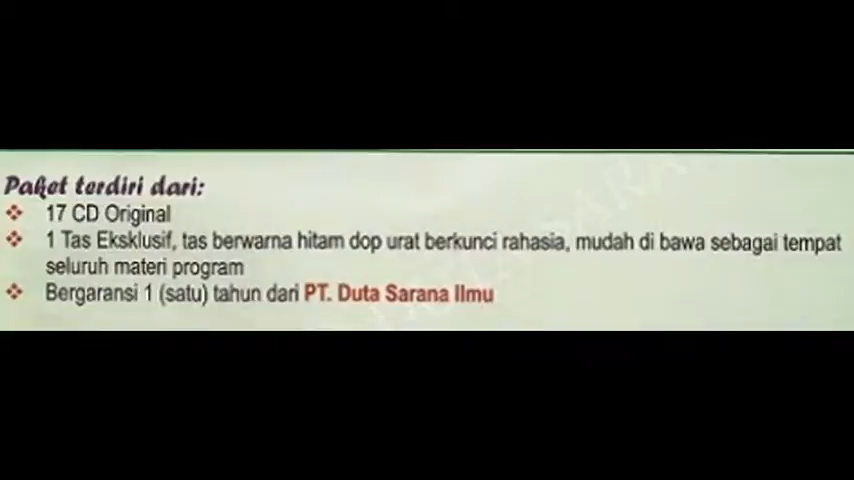 Paket terdiri dari:
❖ 17 CD Original
❖ 1 Tas Eksklusif, tas berwarna hitam dop urat berkunci rahasia, mudah di bawa sebagai tempat
seluruh materi program
❖ Bergaransi 1 (satu) tahun dari PT. Duta Sarana Ilmu